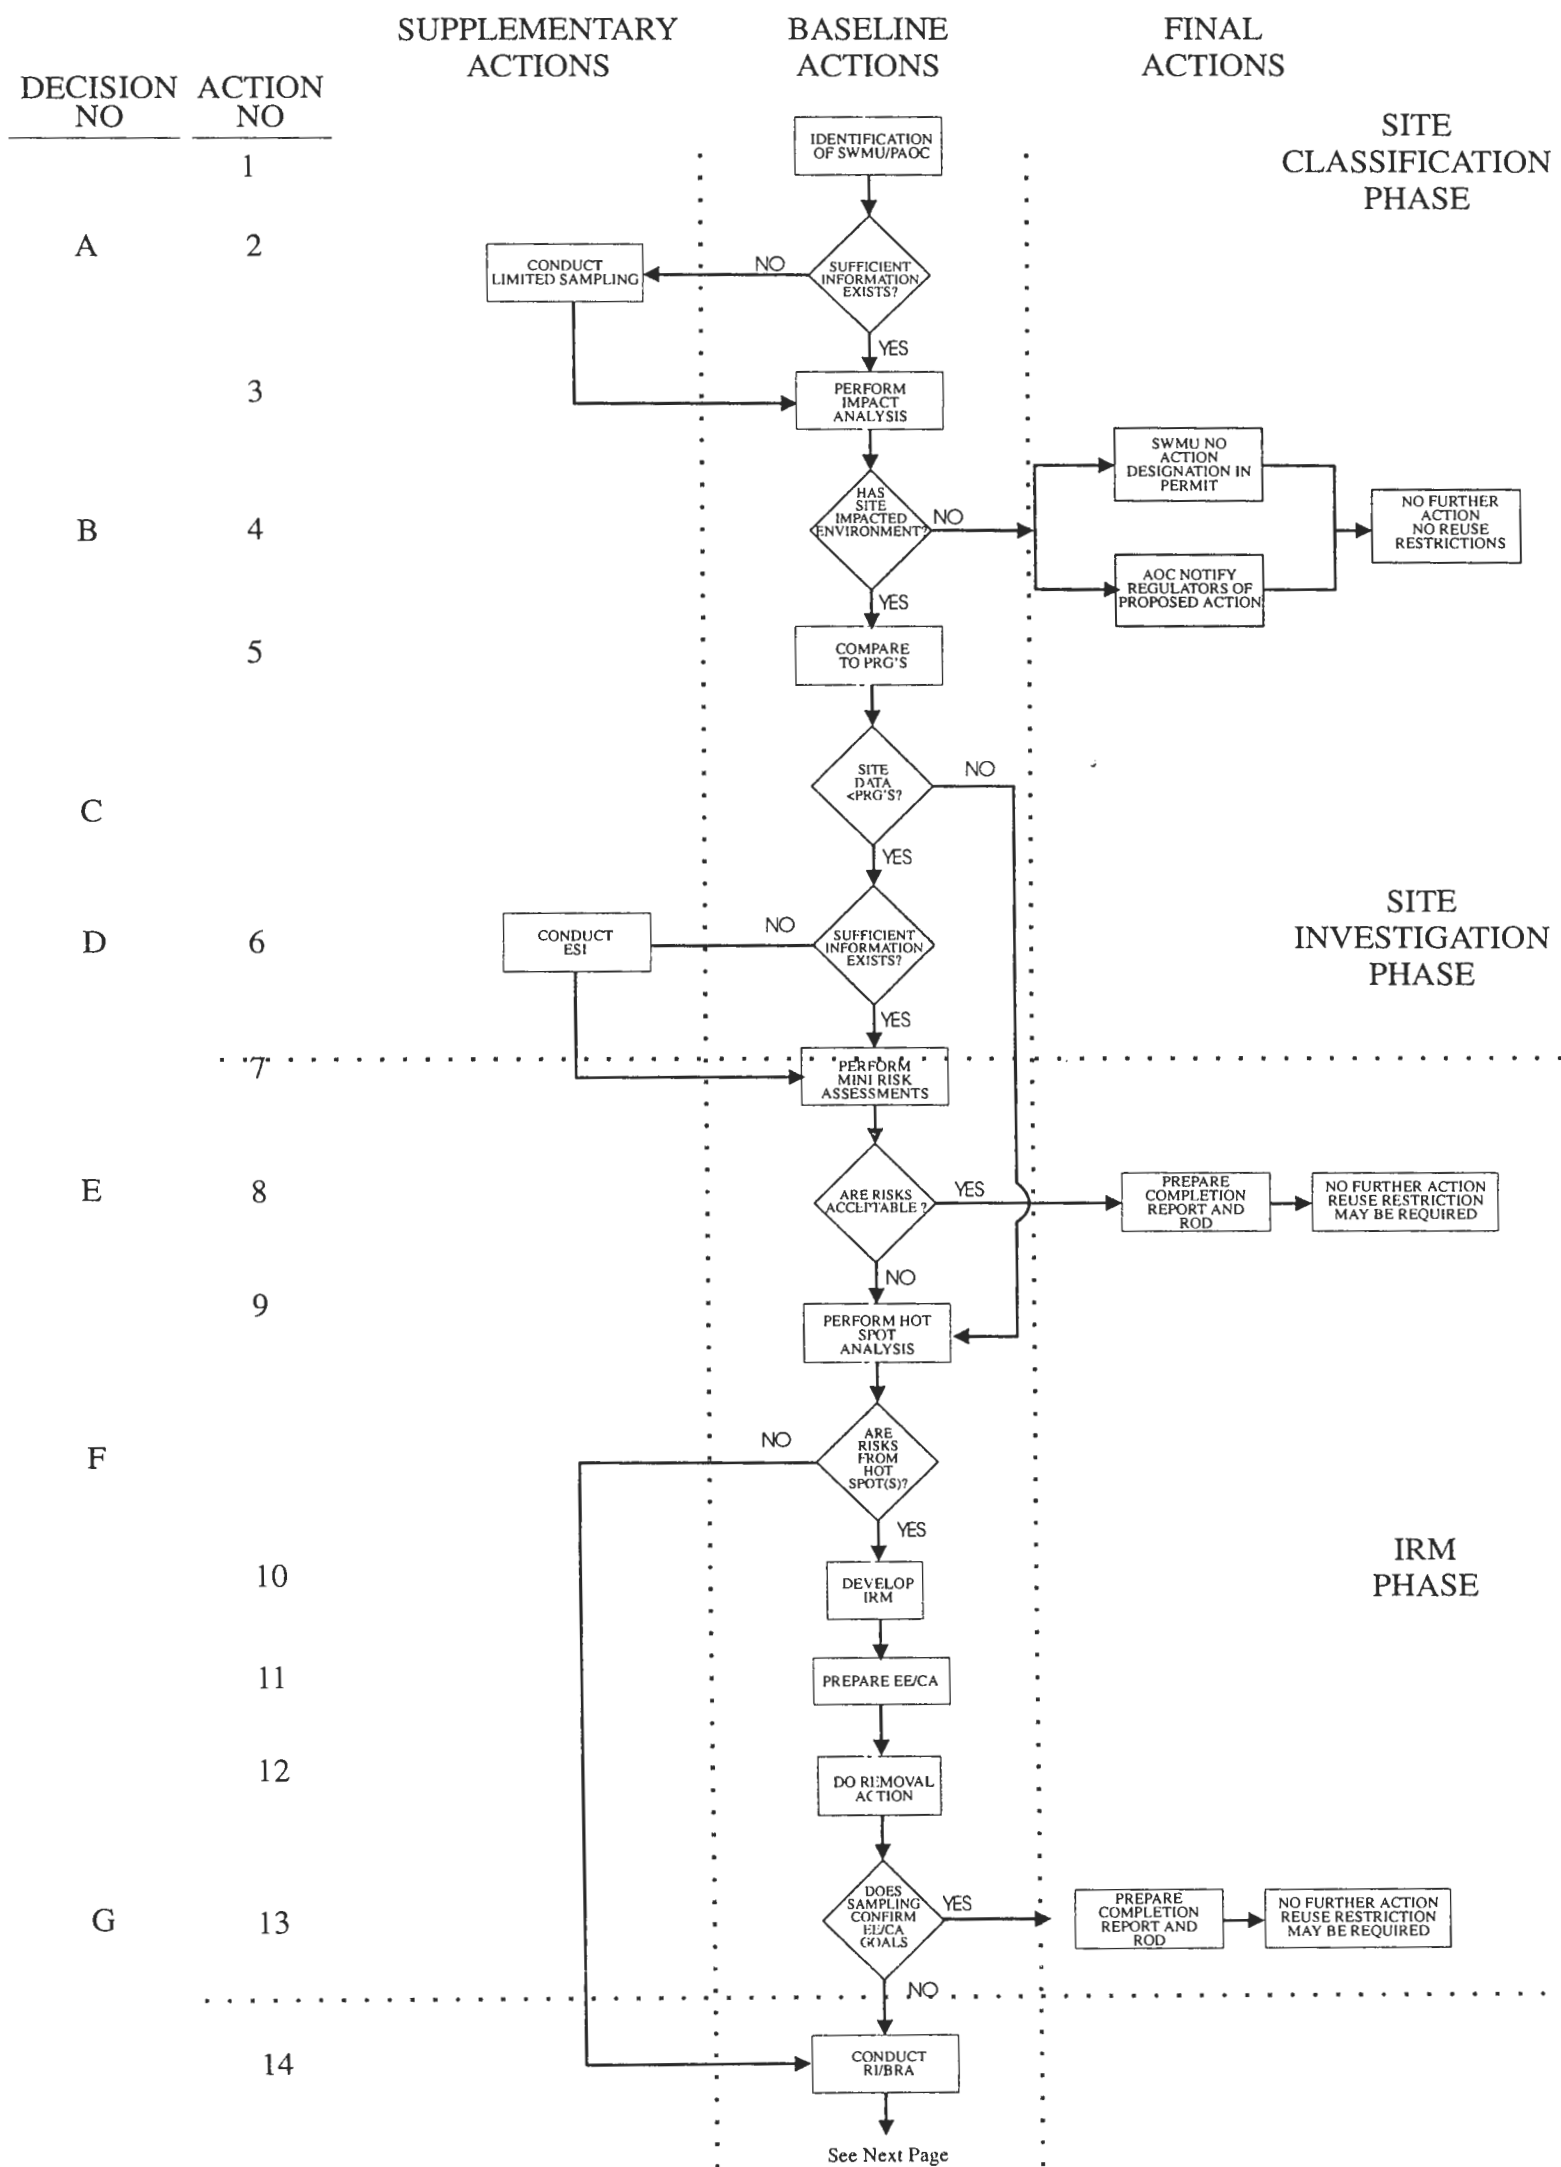 SUPPLEMENTARY
ACTIONS
BASELINE
ACTIONS
FINAL
ACTIONS
DECISION
NO
ACTION
NO
SITE
CLASSIFICATION
PHASE
1
IDENTIFICATION
OF SWMU/PAOC
A
2
CONDUCT
LIMITED SAMPLING
NO
SUFFICIENT
INFORMATION
EXISTS?
YES
3
PERFORM
IMPACT
ANALYSIS
B
4
HAS
SITE
IMPACTED
ENVIRONMENT?
NO
SWMU NO
ACTION
DESIGNATION IN
PERMIT
AOC NOTIFY
REGULATORS OF
PROPOSED ACTION
NO FURTHER
ACTION
NO REUSE
RESTRICTIONS
YES
5
COMPARE
TO PRG'S
C
SITE
DATA
<PRG'S?
NO
YES
SITE
INVESTIGATION
PHASE
D
6
CONDUCT
ESI
NO
SUFFICIENT
INFORMATION
EXISTS?
YES
7
PERFORM
MINI RISK
ASSESSMENTS
E
8
ARE RISKS
ACCEPTABLE ?
YES
PREPARE
COMPLETION
REPORT AND
ROD
NO FURTHER ACTION
REUSE RESTRICTION
MAY BE REQUIRED
NO
9
PERFORM HOT
SPOT
ANALYSIS
F
NO
ARE
RISKS
FROM
HOT
SPOT(S)?
YES
IRM
PHASE
10
DEVELOP
IRM
11
PREPARE EE/CA
12
DO REMOVAL
ACTION
G
13
DOES
SAMPLING
CONFIRM
EE/CA
GOALS
YES
PREPARE
COMPLETION
REPORT AND
ROD
NO FURTHER ACTION
REUSE RESTRICTION
MAY BE REQUIRED
NO
14
CONDUCT
RI/BRA
See Next Page